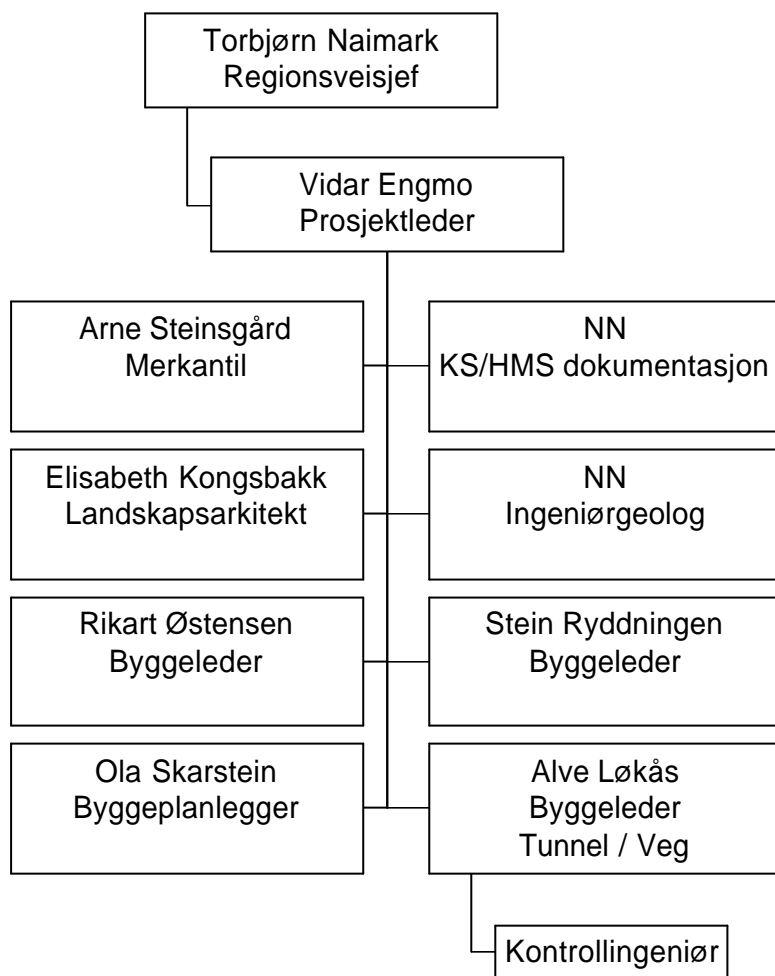 Torbjørn Naimark
Regionsveisjef
Vidar Engmo
Prosjektleder
Arne Steinsgård
Merkantil
NN
KS/HMS dokumentasjon
Elisabeth Kongsbakk
Landskapsarkitekt
NN
Ingeniørgeolog
Rikart Østensen
Byggeleder
Stein Ryddningen
Byggeleder
Ola Skarstein
Byggeplanlegger
Alve Løkås
Byggeleder
Tunnel / Veg
Kontrollingeniør